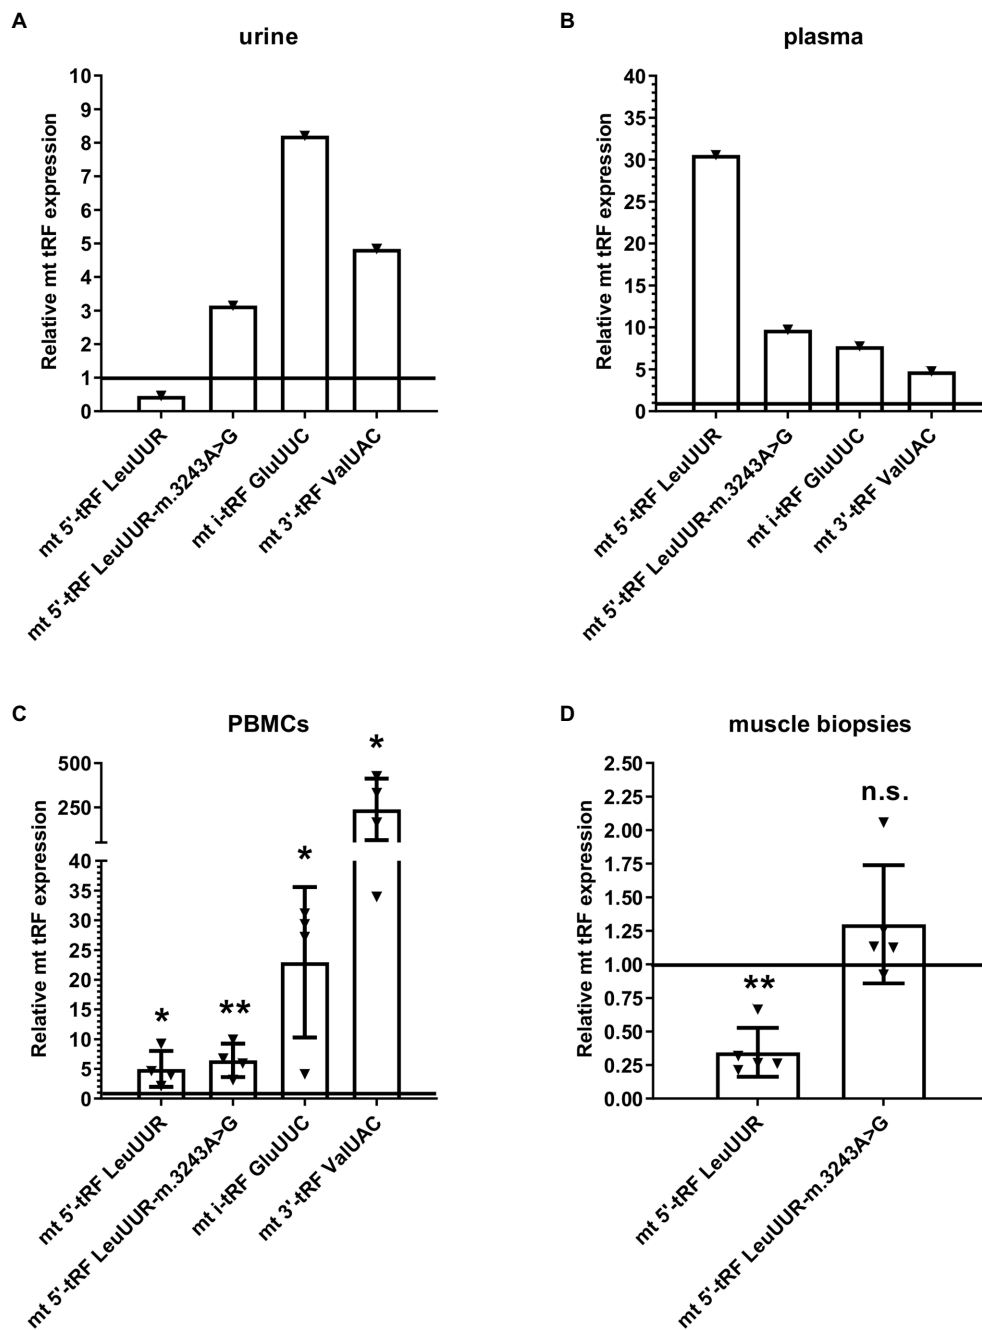 A
urine
Relative mt tRF expression
10
9
8
7
6
5
4
3
2
1
0
mt 5'-tRF LeuUUR
mt 5'-tRF LeuUUR-m.3243A>G
mt i-tRF GluUUC
mt 3'-tRF ValUAC
B
plasma
Relative mt tRF expression
40
35
30
25
20
15
10
5
0
mt 5'-tRF LeuUUR
mt 5'-tRF LeuUUR-m.3243A>G
mt i-tRF GluUUC
mt 3'-tRF ValUAC
C
PBMCs
Relative mt tRF expression
500
250
40
35
30
25
20
15
10
5
0
*
**
*
*
mt 5'-tRF LeuUUR
mt 5'-tRF LeuUUR-m.3243A>G
mt i-tRF GluUUC
mt 3'-tRF ValUAC
D
muscle biopsies
Relative mt tRF expression
2.50
2.25
2.00
1.75
1.50
1.25
1.00
0.75
0.50
0.25
0.00
**
n.s.
mt 5'-tRF LeuUUR
mt 5'-tRF LeuUUR-m.3243A>G